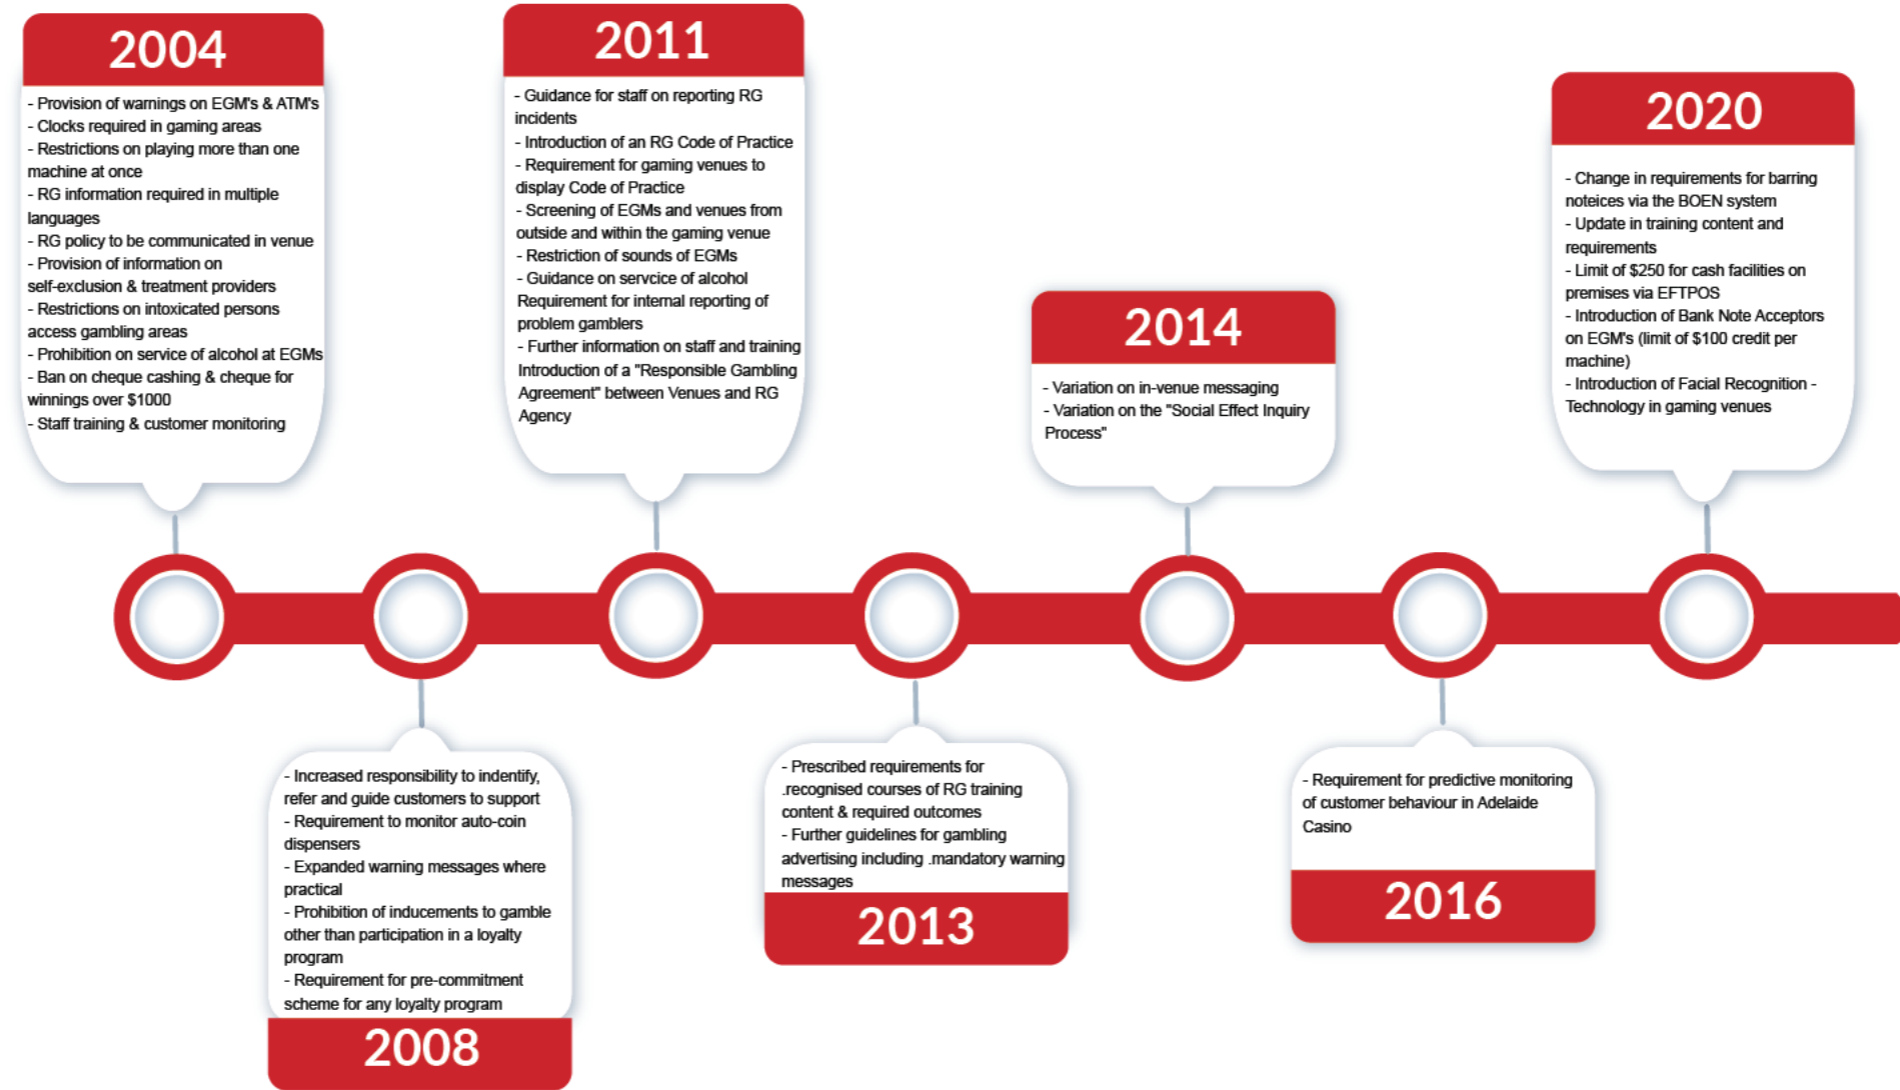 2004
- Provision of warnings on EGM's & ATM's
- Clocks required in gaming areas
- Restrictions on playing more than one
machine at once
- RG information required in multiple
languages
- RG policy to be communicated in venue
- Provision of information on
self-exclusion & treatment providers
- Restrictions on intoxicated persons
access gambling areas
- Prohibition on service of alcohol at EGMs
- Ban on cheque cashing & cheque for
winnings over $1000
- Staff training & customer monitoring
- Increased responsibility to indentify,
refer and guide customers to support
- Requirement to monitor auto-coin
dispensers
- Expanded warning messages where
practical
- Prohibition of inducements to gamble
other than participation in a loyalty
program
- Requirement for pre-commitment
scheme for any loyalty program
2008
2011
- Guidance for staff on reporting RG
incidents
- Introduction of an RG Code of Practice
- Requirement for gaming venues to
display Code of Practice
- Screening of EGMs and venues from
outside and within the gaming venue
- Restriction of sounds of EGMs
- Guidance on servcice of alcohol
Requirement for internal reporting of
problem gamblers
- Further information on staff and training
Introduction of a "Responsible Gambling
Agreement" between Venues and RG
Agency
- Prescribed requirements for
.recognised courses of RG training
content & required outcomes
- Further guidelines for gambling
advertising including .mandatory warning
messages
2013
2014
- Variation on in-venue messaging
- Variation on the "Social Effect Inquiry
Process"
- Requirement for predictive monitoring
of customer behaviour in Adelaide
Casino
2016
2020
- Change in requirements for barring
noteices via the BOEN system
- Update in training content and
requirements
- Limit of $250 for cash facilities on
premises via EFTPOS
- Introduction of Bank Note Acceptors
on EGM's (limit of $100 credit per
machine)
- Introduction of Facial Recognition -
Technology in gaming venues